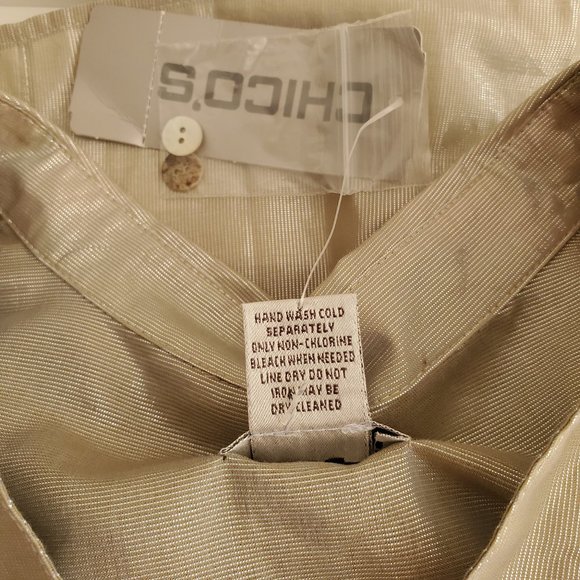 CHICO'S
HAND WASH COLD
SEPARATELY
ONLY NON-CHLORINE
BLEACH WHEN NEEDED
LINE DRY DO NOT
IRON MAY BE
DRY CLEANED